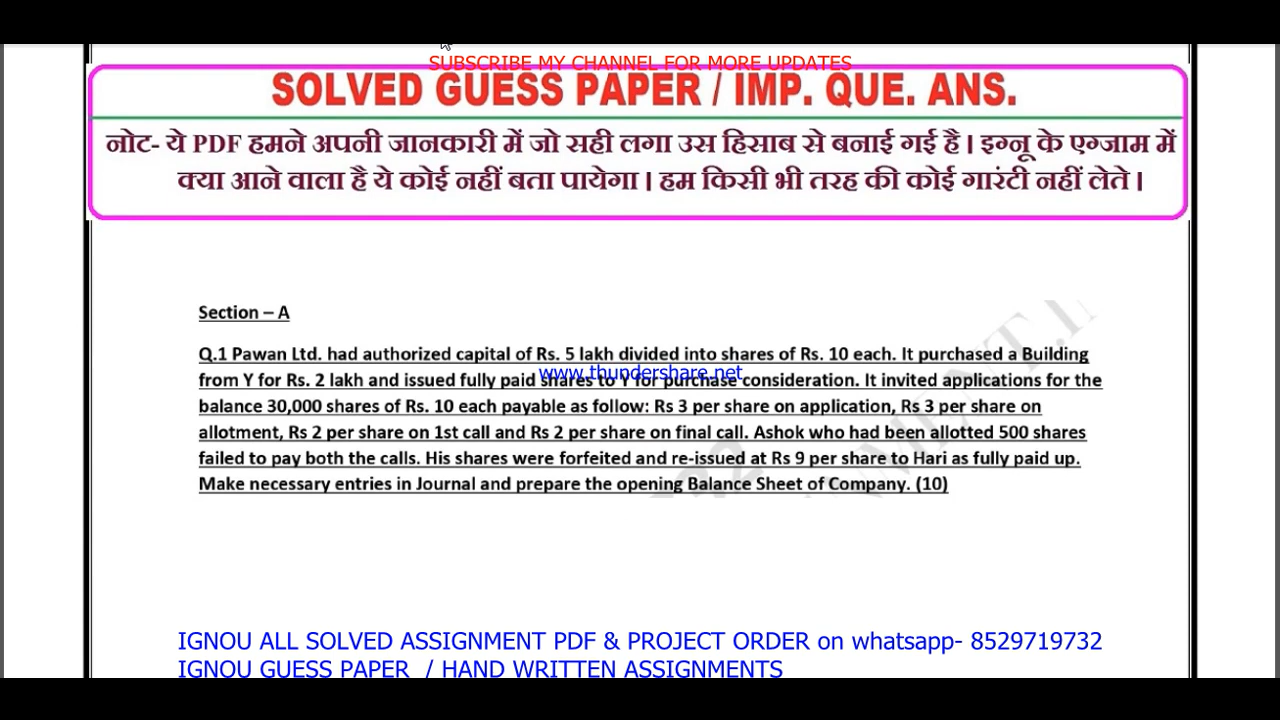 SUBSCRIBE MY CHANNEL FOR MORE UPDATES
SOLVED GUESS PAPER / IMP. QUE. ANS.
नोट- ये PDF हमने अपनी जानकारी में जो सही लगा उस हिसाब से बनाई गई है। इग्नू के एग्जाम में
क्या आने वाला है ये कोई नहीं बता पायेगा। हम किसी भी तरह की कोई गारंटी नहीं लेते।
Section – A
Q.1 Pawan Ltd. had authorized capital of Rs. 5 lakh divided into shares of Rs. 10 each. It purchased a Building
www.thundershare.net
from Y for Rs. 2 lakh and issued fully paid shares to Y for purchase consideration. It invited applications for the
balance 30,000 shares of Rs. 10 each payable as follow: Rs 3 per share on application, Rs 3 per share on
allotment, Rs 2 per share on 1st call and Rs 2 per share on final call. Ashok who had been allotted 500 shares
failed to pay both the calls. His shares were forfeited and re-issued at Rs 9 per share to Hari as fully paid up.
Make necessary entries in Journal and prepare the opening Balance Sheet of Company. (10)
IGNOU ALL SOLVED ASSIGNMENT PDF & PROJECT ORDER on whatsapp- 8529719732
IGNOU GUESS PAPER / HAND WRITTEN ASSIGNMENTS